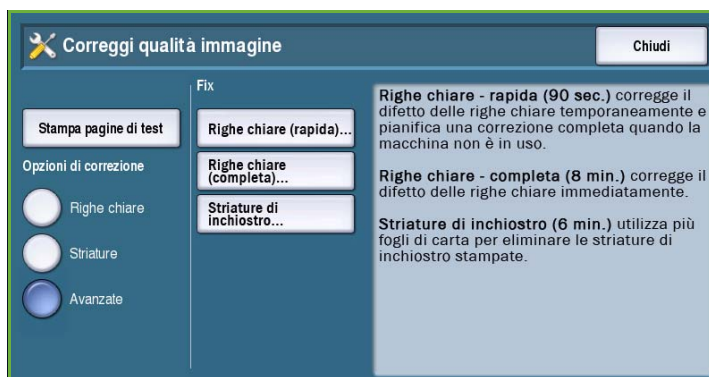 Correggi qualità immagine
Chiudi
Stampa pagine di test
Opzioni di correzione
Righe chiare
Striature
Avanzate
Fix
Righe chiare (rapida)...
Righe chiare
(completa)...
Striature di
inchiostro...
Righe chiare - rapida (90 sec.) corregge il
difetto delle righe chiare temporaneamente e
pianifica una correzione completa quando la
macchina non è in uso.
Righe chiare - completa (8 min.) corregge il
difetto delle righe chiare immediatamente.
Striature di inchiostro (6 min.) utilizza più
fogli di carta per eliminare le striature di
inchiostro stampate.